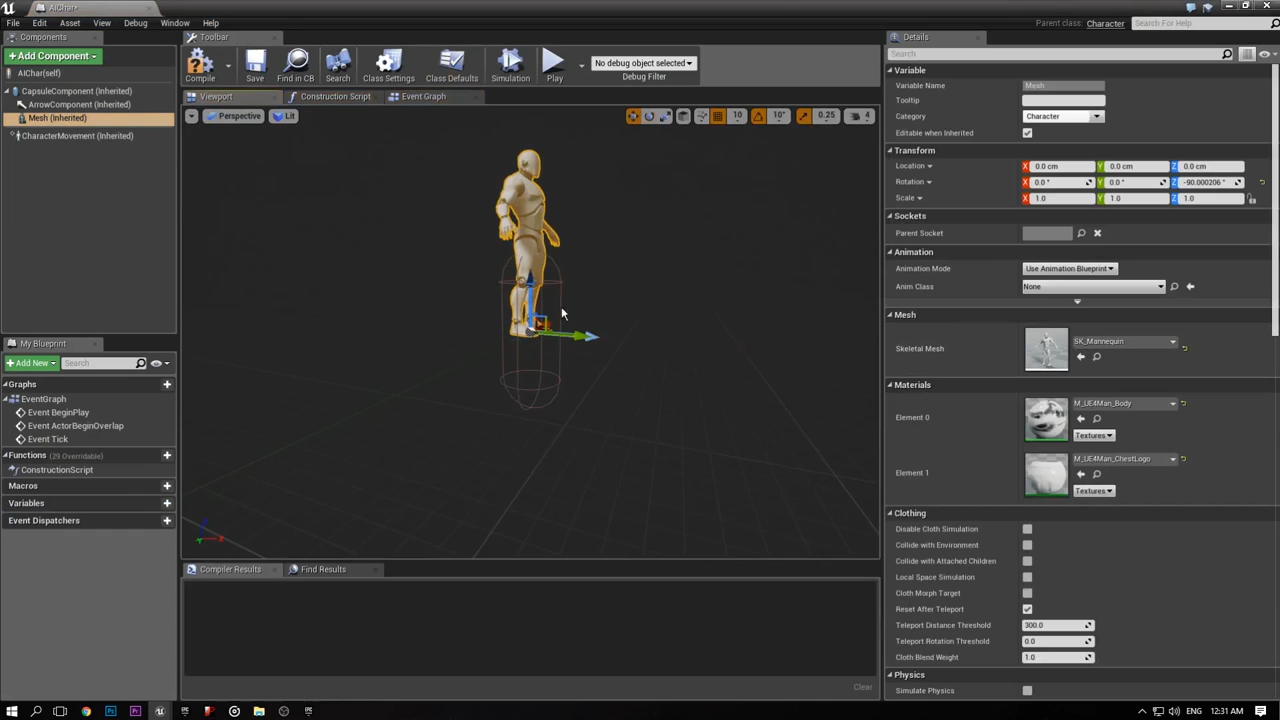 AIChar*
File Edit Asset View Debug Window Help
Parent class: Character
Search For Help
Components
Add Component
AIChar(self)
CapsuleComponent (Inherited)
ArrowComponent (Inherited)
Mesh (Inherited)
CharacterMovement (Inherited)
My Blueprint
Add New
Search
Graphs
EventGraph
Event BeginPlay
Event ActorBeginOverlap
Event Tick
Functions (29 Overridable)
ConstructionScript
Macros
Variables
Event Dispatchers
Toolbar
Compile
Save
Find in CB
Search
Class Settings
Class Defaults
Simulation
Play
No debug object selected
Debug Filter
Viewport
Construction Script
Event Graph
Perspective
Lit
10
10°
0.25
4
Compiler Results
Find Results
Clear
Details
Search
Variable
Variable Name Mesh
Tooltip
Category Character
Editable when Inherited
Transform
Location X 0.0 cm Y 0.0 cm Z 0.0 cm
Rotation X 0.0 ° Y 0.0 ° Z -90.000206 °
Scale X 1.0 Y 1.0 Z 1.0
Sockets
Parent Socket
Animation
Animation Mode Use Animation Blueprint
Anim Class None
Mesh
Skeletal Mesh SK_Mannequin
Materials
Element 0 M_UE4Man_Body
Textures
Element 1 M_UE4Man_ChestLogo
Textures
Clothing
Disable Cloth Simulation
Collide with Environment
Collide with Attached Children
Local Space Simulation
Cloth Morph Target
Reset After Teleport
Teleport Distance Threshold 300.0
Teleport Rotation Threshold 0.0
Cloth Blend Weight 1.0
Physics
Simulate Physics
ENG 12:31 AM